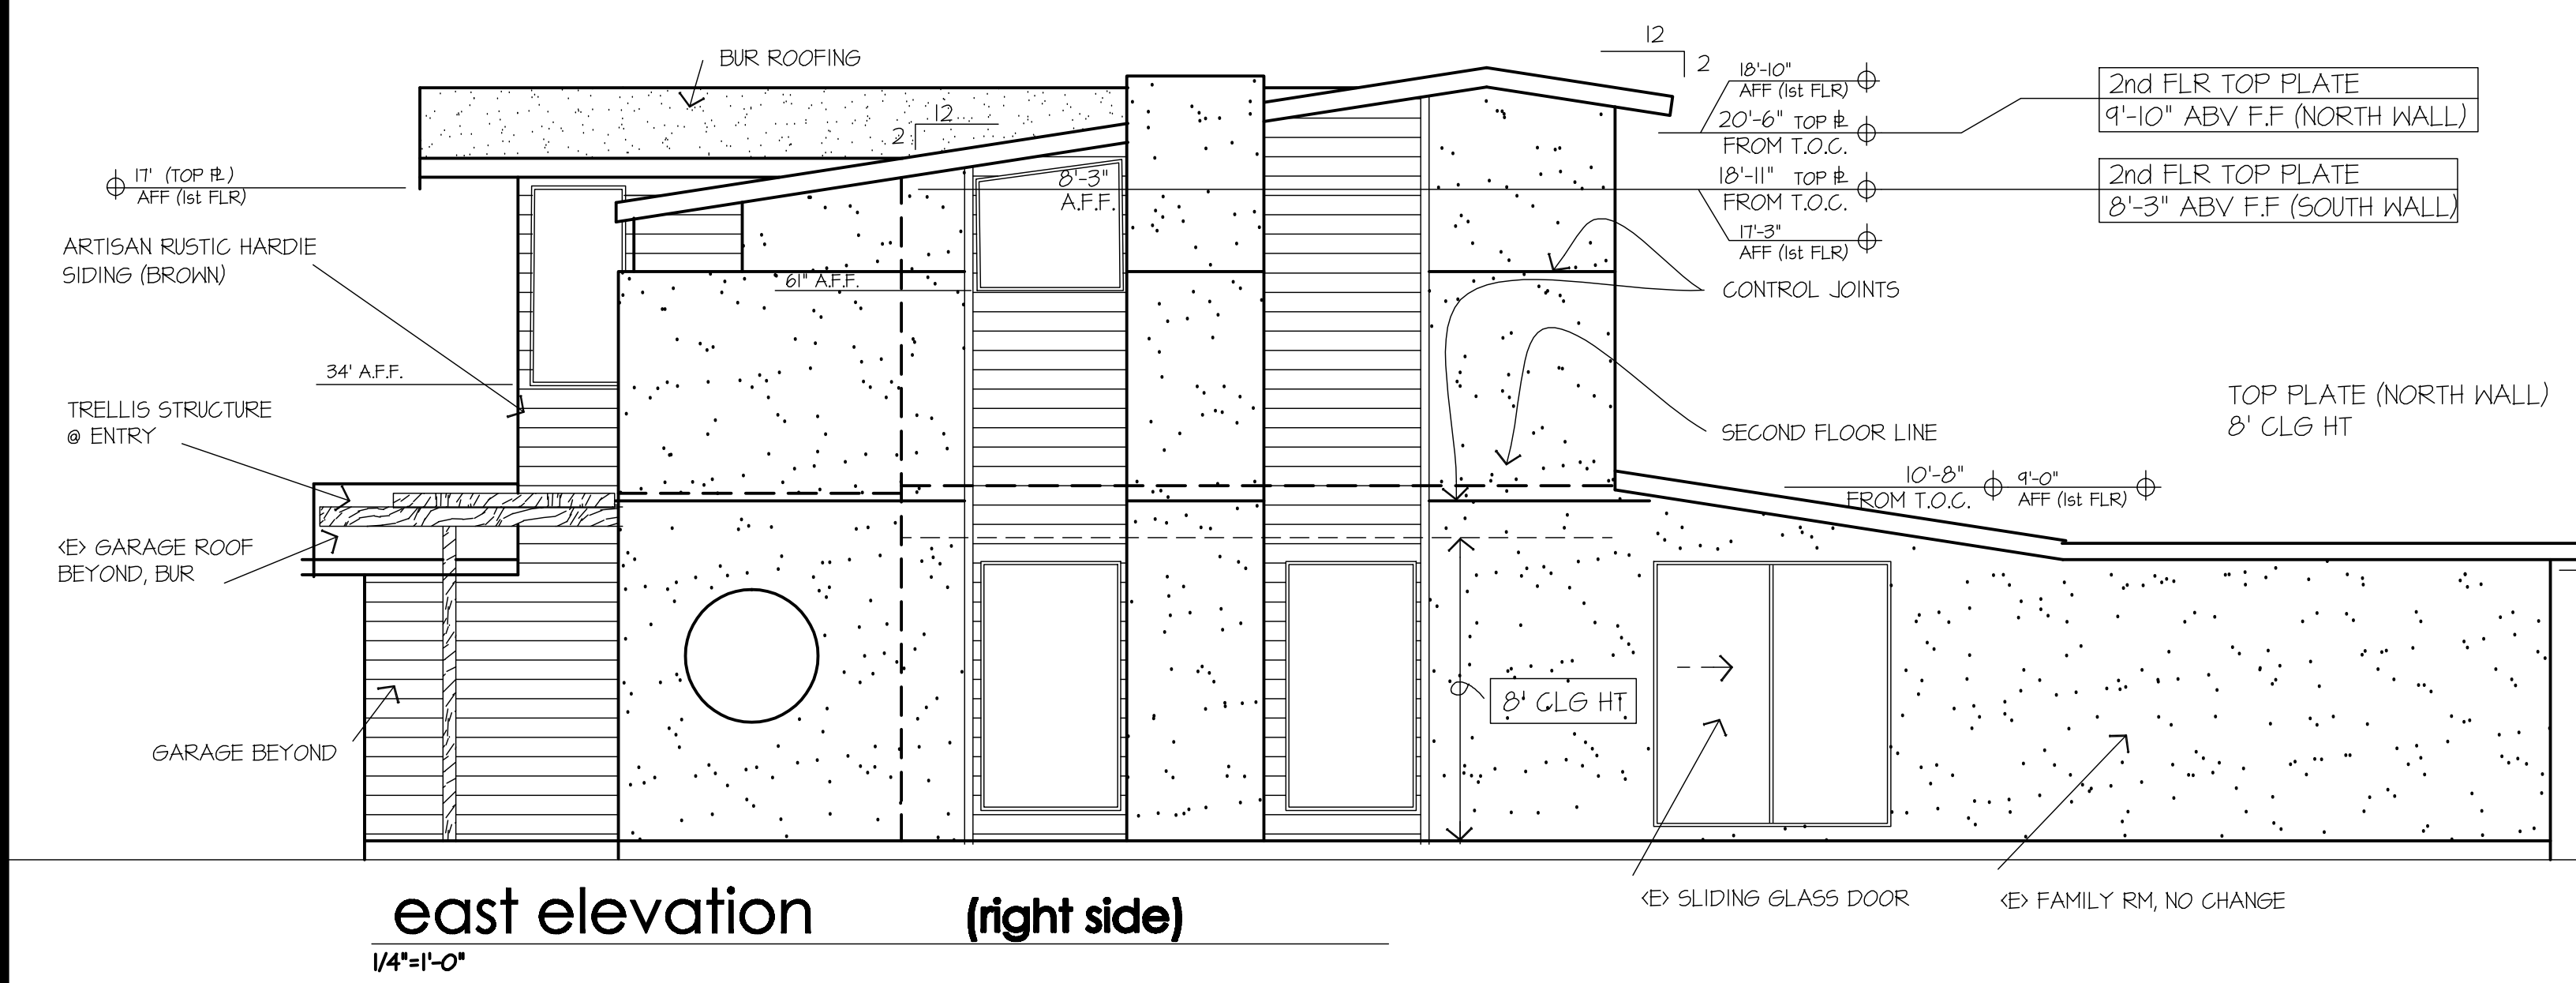 12
2
BUR ROOFING
18'-10"
AFF (1st FLR)
2nd FLR TOP PLATE
9'-10" ABV F.F (NORTH WALL)
12
2
20'-6" TOP PL
FROM T.O.C.
17' (TOP PL)
AFF (1st FLR)
8'-3"
A.F.F.
18'-11" TOP PL
FROM T.O.C.
2nd FLR TOP PLATE
8'-3" ABV F.F (SOUTH WALL)
17'-3"
AFF (1st FLR)
ARTISAN RUSTIC HARDIE
SIDING (BROWN)
61" A.F.F.
CONTROL JOINTS
34' A.F.F.
TOP PLATE (NORTH WALL)
8' CLG HT
TRELLIS STRUCTURE
@ ENTRY
SECOND FLOOR LINE
10'-8"
FROM T.O.C.
9'-0"
AFF (1st FLR)
<E> GARAGE ROOF
BEYOND, BUR
8' CLG HT
GARAGE BEYOND
<E> SLIDING GLASS DOOR
<E> FAMILY RM, NO CHANGE
east elevation (right side)
1/4"=1'-0"